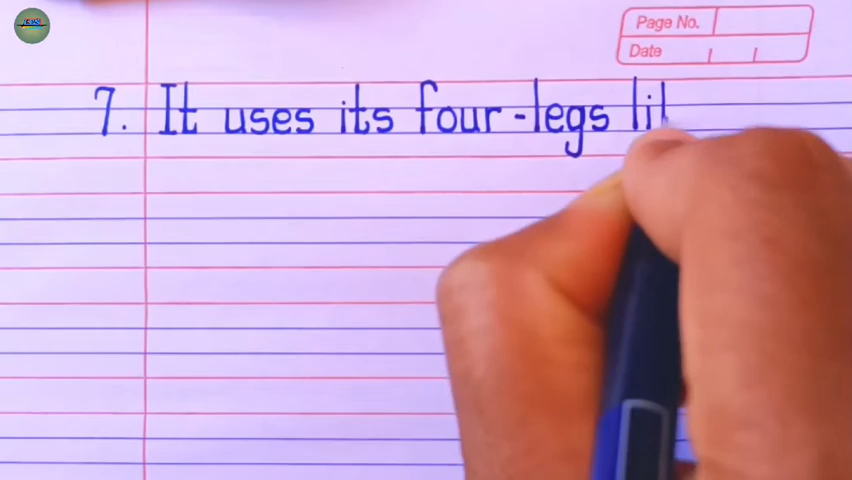 Page No.
Date
7. It uses its four-legs